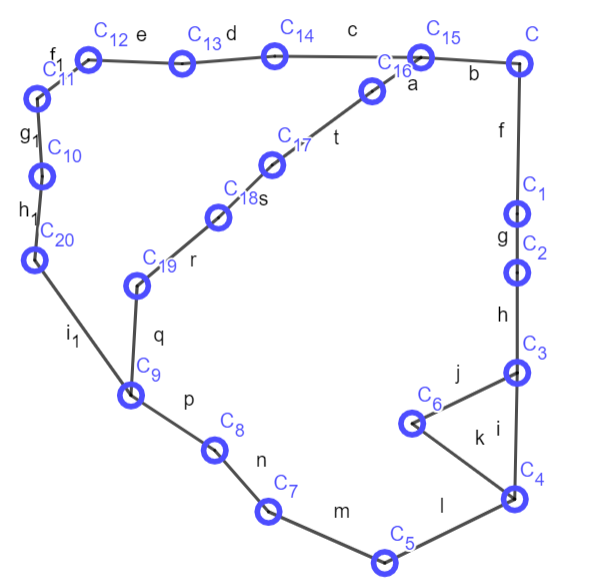 C₁₂ e C₁₃ d C₁₄ c C₁₅ C
f₁ C₁₁ C₁₆ a b
g₁ C₁₀ C₁₇ t f
h₁ C₂₀ C₁₈ s C₁
g C₂
C₁₉ r
i₁ q h C₃
C₉ p j
C₈ C₆ k i
n C₇ C₄
m l
C₅